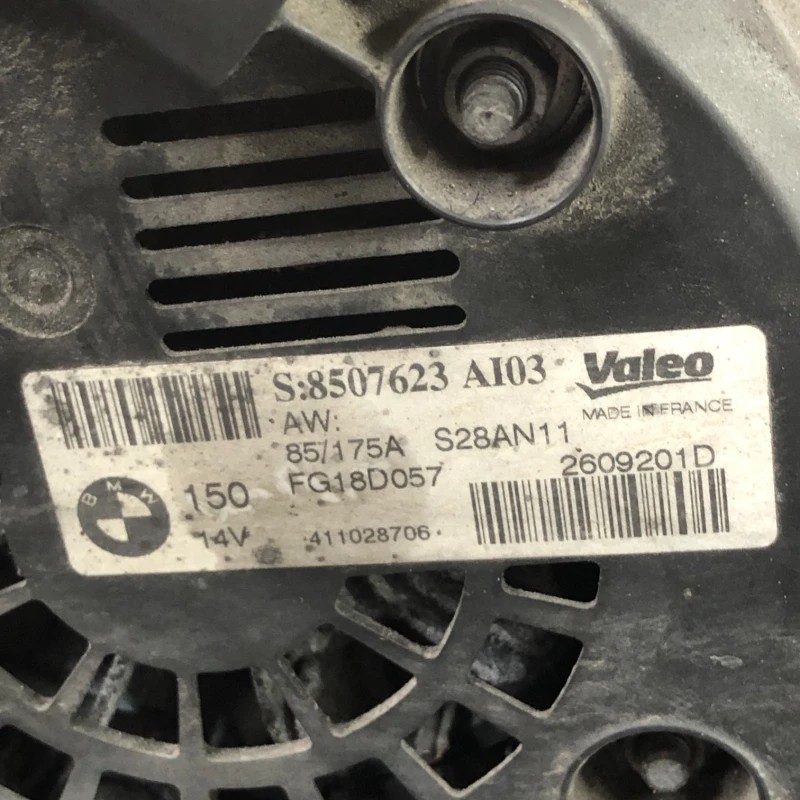 S:8507623 AI03
Valeo
MADE IN FRANCE
AW:
85/175A S28AN11
BMW
150
FG18D057
2609201D
14V
411028706